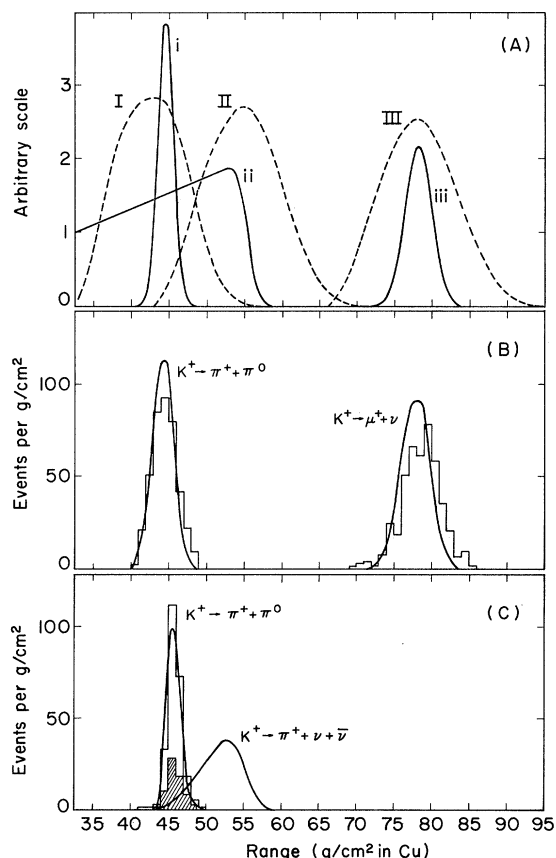 (A)
i
I
II
III
ii
iii
Arbitrary scale
3
2
1
0
(B)
K⁺→ π⁺ + π⁰
K⁺→ μ⁺ + ν
Events per g/cm²
100
50
0
(C)
K⁺→ π⁺ + π⁰
K⁺→ π⁺ + ν + ν̅
Events per g/cm²
100
50
0
35 40 45 50 55 60 65 70 75 80 85 90 95
Range (g/cm² in Cu)